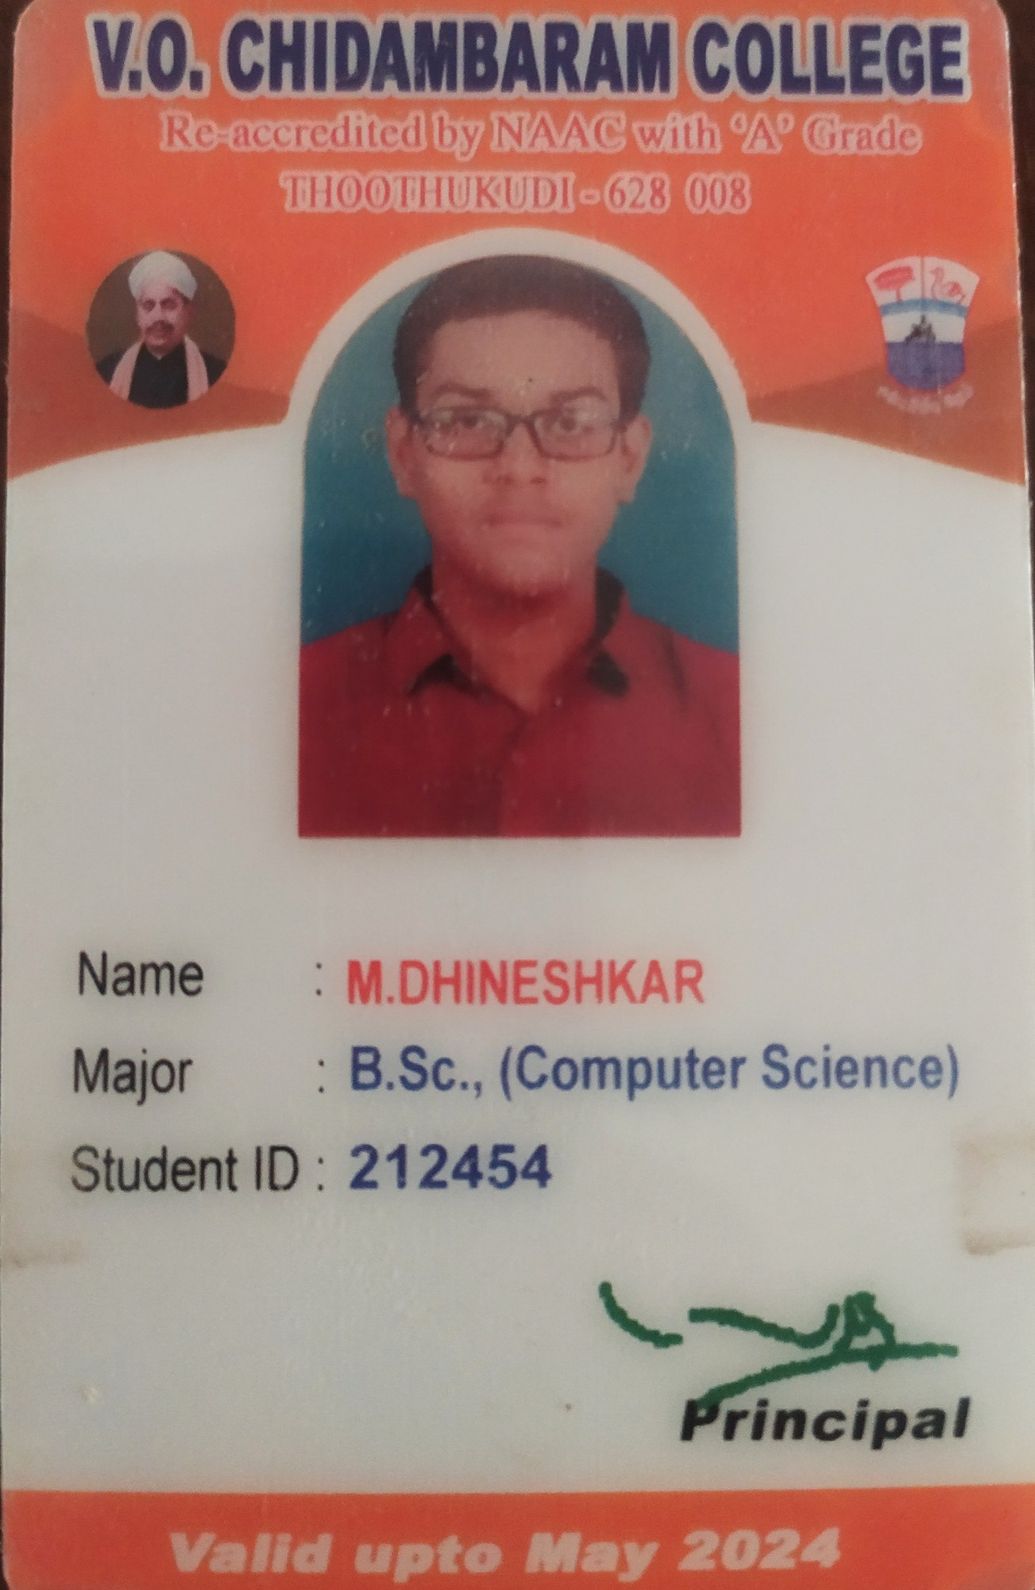 V.O. CHIDAMBARAM COLLEGE
Re-accredited by NAAC with 'A' Grade
THOOTHUKUDI - 628 008
Name : M.DHINESHKAR
Major : B.Sc., (Computer Science)
Student ID : 212454
Principal
Valid upto May 2024